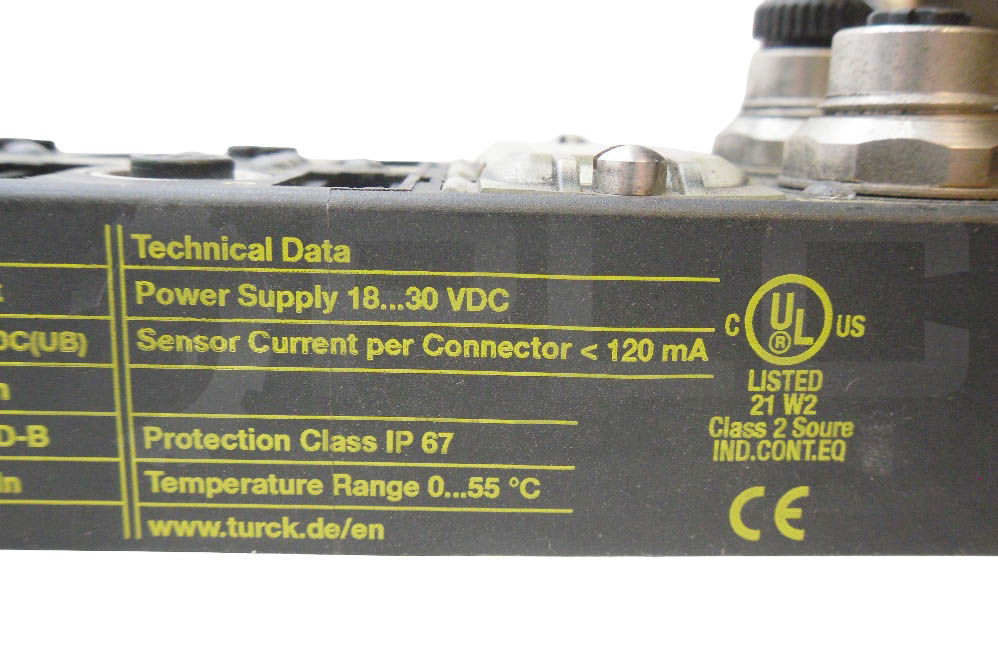 DC(UB)
D-B
in
Technical Data
Power Supply 18...30 VDC
Sensor Current per Connector < 120 mA
Protection Class IP 67
Temperature Range 0...55 °C
www.turck.de/en
C UL ® US
LISTED
21 W2
Class 2 Soure
IND.CONT.EQ
CE